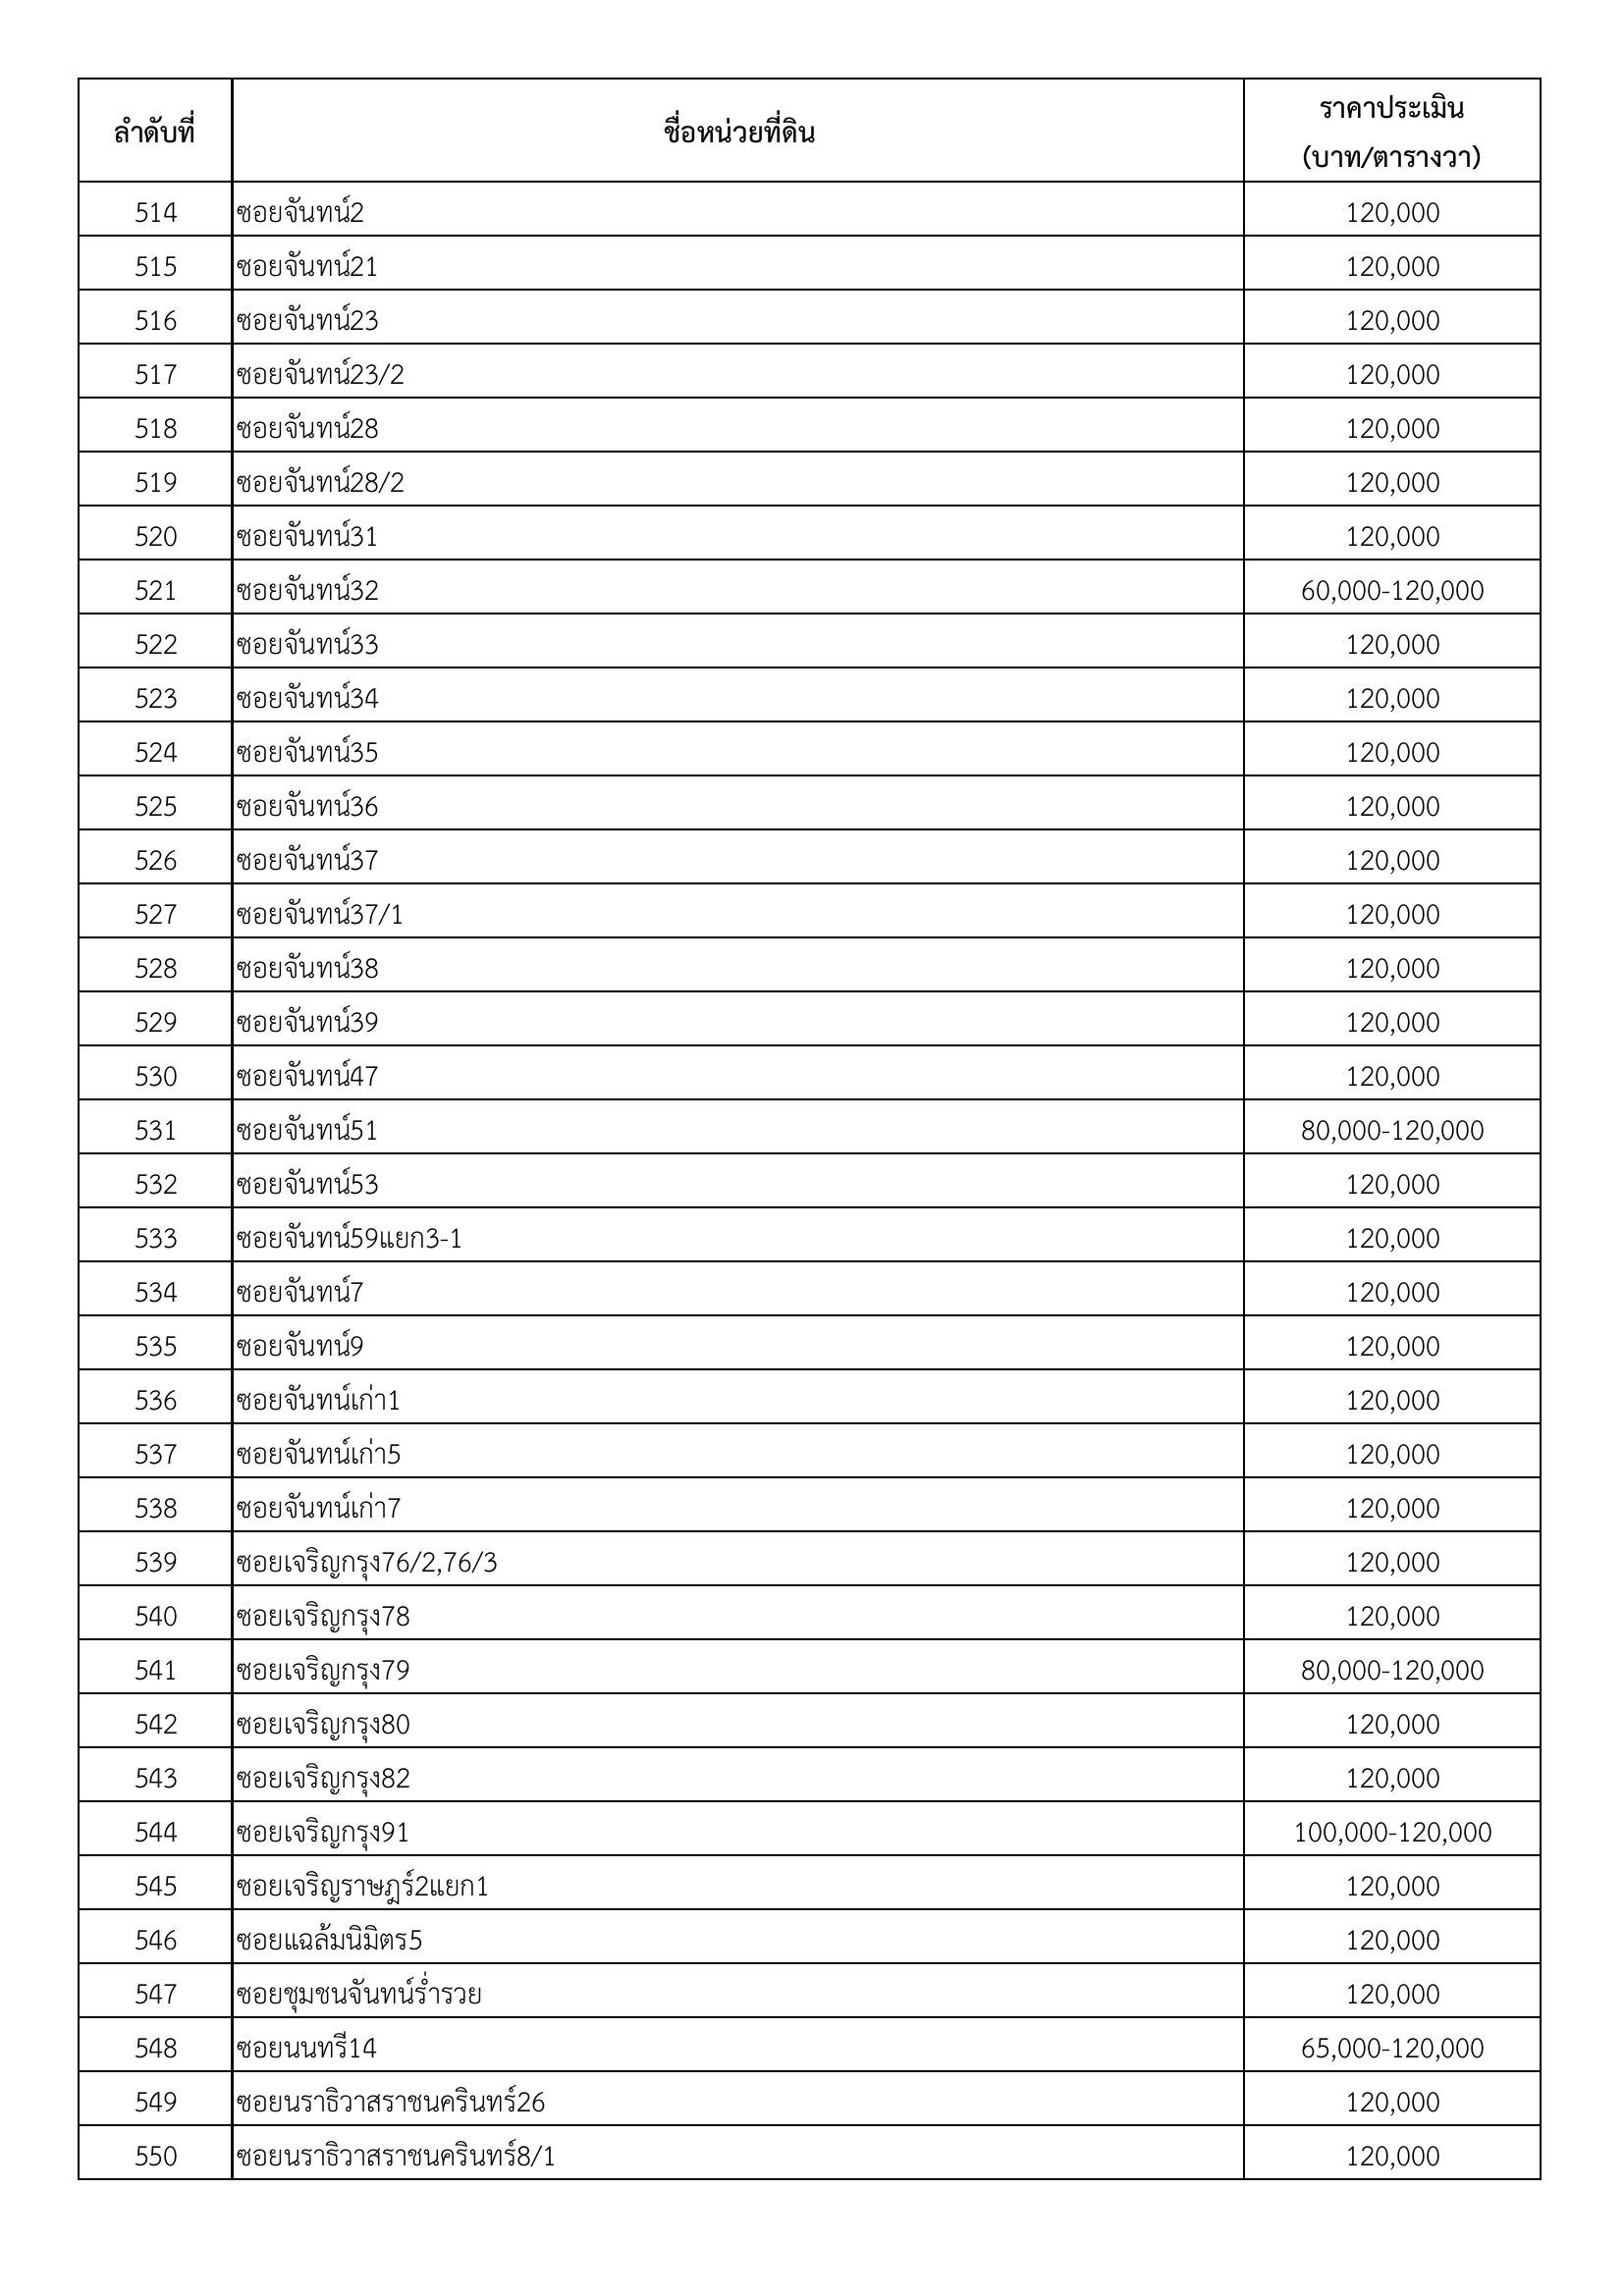 ลำดับที่ ชื่อหน่วยที่ดิน ราคาประเมิน
(บาท/ตารางวา)
514 ซอยจันทน์2 120,000
515 ซอยจันทน์21 120,000
516 ซอยจันทน์23 120,000
517 ซอยจันทน์23/2 120,000
518 ซอยจันทน์28 120,000
519 ซอยจันทน์28/2 120,000
520 ซอยจันทน์31 120,000
521 ซอยจันทน์32 60,000-120,000
522 ซอยจันทน์33 120,000
523 ซอยจันทน์34 120,000
524 ซอยจันทน์35 120,000
525 ซอยจันทน์36 120,000
526 ซอยจันทน์37 120,000
527 ซอยจันทน์37/1 120,000
528 ซอยจันทน์38 120,000
529 ซอยจันทน์39 120,000
530 ซอยจันทน์47 120,000
531 ซอยจันทน์51 80,000-120,000
532 ซอยจันทน์53 120,000
533 ซอยจันทน์59แยก3-1 120,000
534 ซอยจันทน์7 120,000
535 ซอยจันทน์9 120,000
536 ซอยจันทน์เก่า1 120,000
537 ซอยจันทน์เก่า5 120,000
538 ซอยจันทน์เก่า7 120,000
539 ซอยเจริญกรุง76/2,76/3 120,000
540 ซอยเจริญกรุง78 120,000
541 ซอยเจริญกรุง79 80,000-120,000
542 ซอยเจริญกรุง80 120,000
543 ซอยเจริญกรุง82 120,000
544 ซอยเจริญกรุง91 100,000-120,000
545 ซอยเจริญราษฎร์2แยก1 120,000
546 ซอยแฉล้มนิมิตร5 120,000
547 ซอยชุมชนจันทน์ร่ำรวย 120,000
548 ซอยนนทรี14 65,000-120,000
549 ซอยนราธิวาสราชนครินทร์26 120,000
550 ซอยนราธิวาสราชนครินทร์8/1 120,000